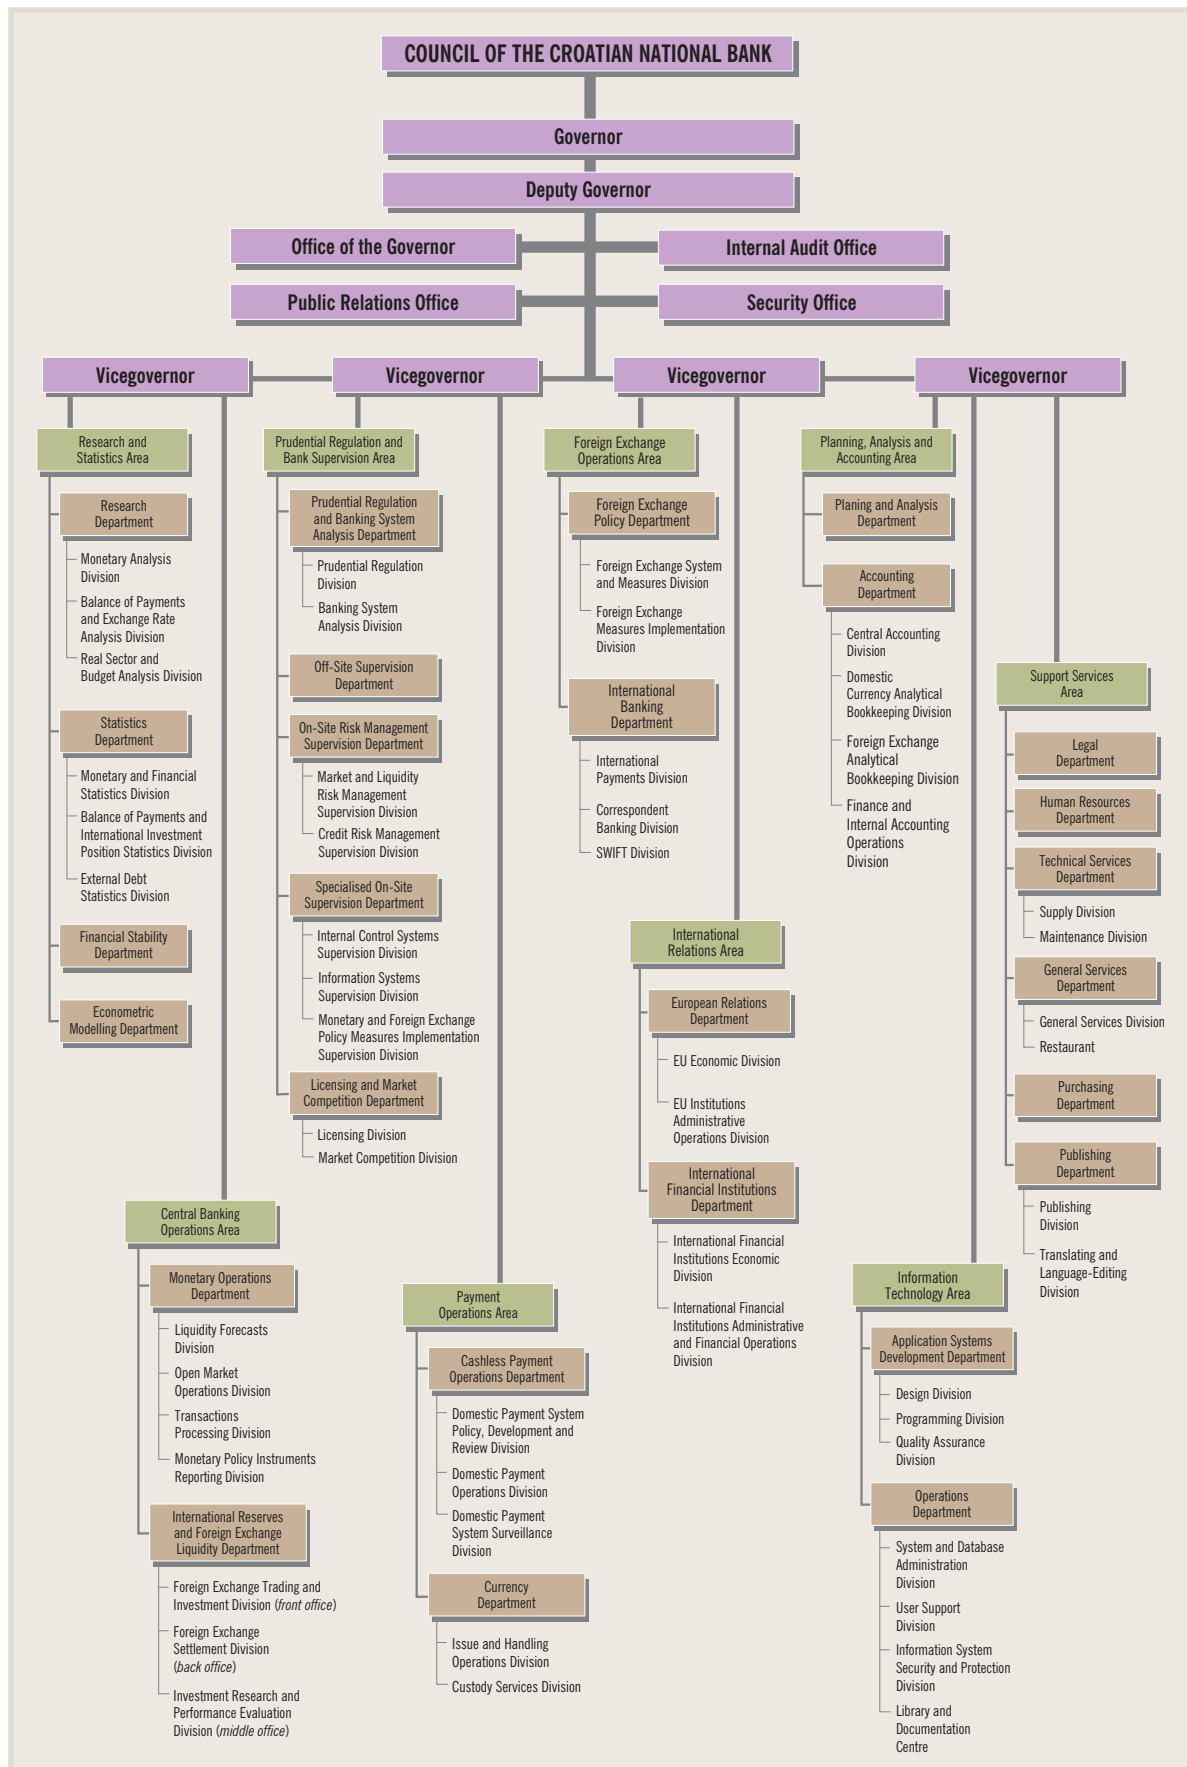 COUNCIL OF THE CROATIAN NATIONAL BANK
Governor
Deputy Governor
Office of the Governor
Internal Audit Office
Public Relations Office
Security Office
Vicegovernor
Vicegovernor
Vicegovernor
Vicegovernor
Research and
Statistics Area
Research
Department
Monetary Analysis
Division
Balance of Payments
and Exchange Rate
Analysis Division
Real Sector and
Budget Analysis Division
Statistics
Department
Monetary and Financial
Statistics Division
Balance of Payments and
International Investment
Position Statistics Division
External Debt
Statistics Division
Financial Stability
Department
Econometric
Modelling Department
Central Banking
Operations Area
Monetary Operations
Department
Liquidity Forecasts
Division
Open Market
Operations Division
Transactions
Processing Division
Monetary Policy Instruments
Reporting Division
International Reserves
and Foreign Exchange
Liquidity Department
Foreign Exchange Trading and
Investment Division (front office)
Foreign Exchange
Settlement Division
(back office)
Investment Research and
Performance Evaluation
Division (middle office)
Prudential Regulation and
Bank Supervision Area
Prudential Regulation
and Banking System
Analysis Department
Prudential Regulation
Division
Banking System
Analysis Division
Off-Site Supervision
Department
On-Site Risk Management
Supervision Department
Market and Liquidity
Risk Management
Supervision Division
Credit Risk Management
Supervision Division
Specialised On-Site
Supervision Department
Internal Control Systems
Supervision Division
Information Systems
Supervision Division
Monetary and Foreign Exchange
Policy Measures Implementation
Supervision Division
Licensing and Market
Competition Department
Licensing Division
Market Competition Division
Payment
Operations Area
Cashless Payment
Operations Department
Domestic Payment System
Policy, Development and
Review Division
Domestic Payment
Operations Division
Domestic Payment
System Surveillance
Division
Currency
Department
Issue and Handling
Operations Division
Custody Services Division
Foreign Exchange
Operations Area
Foreign Exchange
Policy Department
Foreign Exchange System
and Measures Division
Foreign Exchange
Measures Implementation
Division
International
Banking
Department
International
Payments Division
Correspondent
Banking Division
SWIFT Division
International
Relations Area
European Relations
Department
EU Economic Division
EU Institutions
Administrative
Operations Division
International
Financial Institutions
Department
International Financial
Institutions Economic
Division
International Financial
Institutions Administrative
and Financial Operations
Division
Planning, Analysis and
Accounting Area
Planing and Analysis
Department
Accounting
Department
Central Accounting
Division
Domestic
Currency Analytical
Bookkeeping Division
Foreign Exchange
Analytical
Bookkeeping Division
Finance and
Internal Accounting
Operations
Division
Information
Technology Area
Application Systems
Development Department
Design Division
Programming Division
Quality Assurance
Division
Operations
Department
System and Database
Administration
Division
User Support
Division
Information System
Security and Protection
Division
Library and
Documentation
Centre
Support Services
Area
Legal
Department
Human Resources
Department
Technical Services
Department
Supply Division
Maintenance Division
General Services
Department
General Services Division
Restaurant
Purchasing
Department
Publishing
Department
Publishing
Division
Translating and
Language-Editing
Division